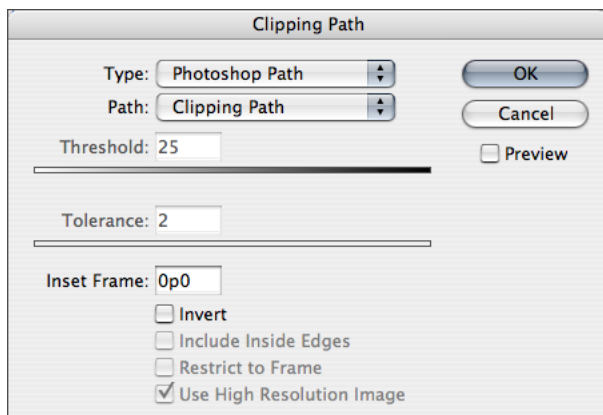 Clipping Path
Type: Photoshop Path
OK
Path: Clipping Path
Cancel
Threshold: 25
Preview
Tolerance: 2
Inset Frame: 0p0
Invert
Include Inside Edges
Restrict to Frame
Use High Resolution Image